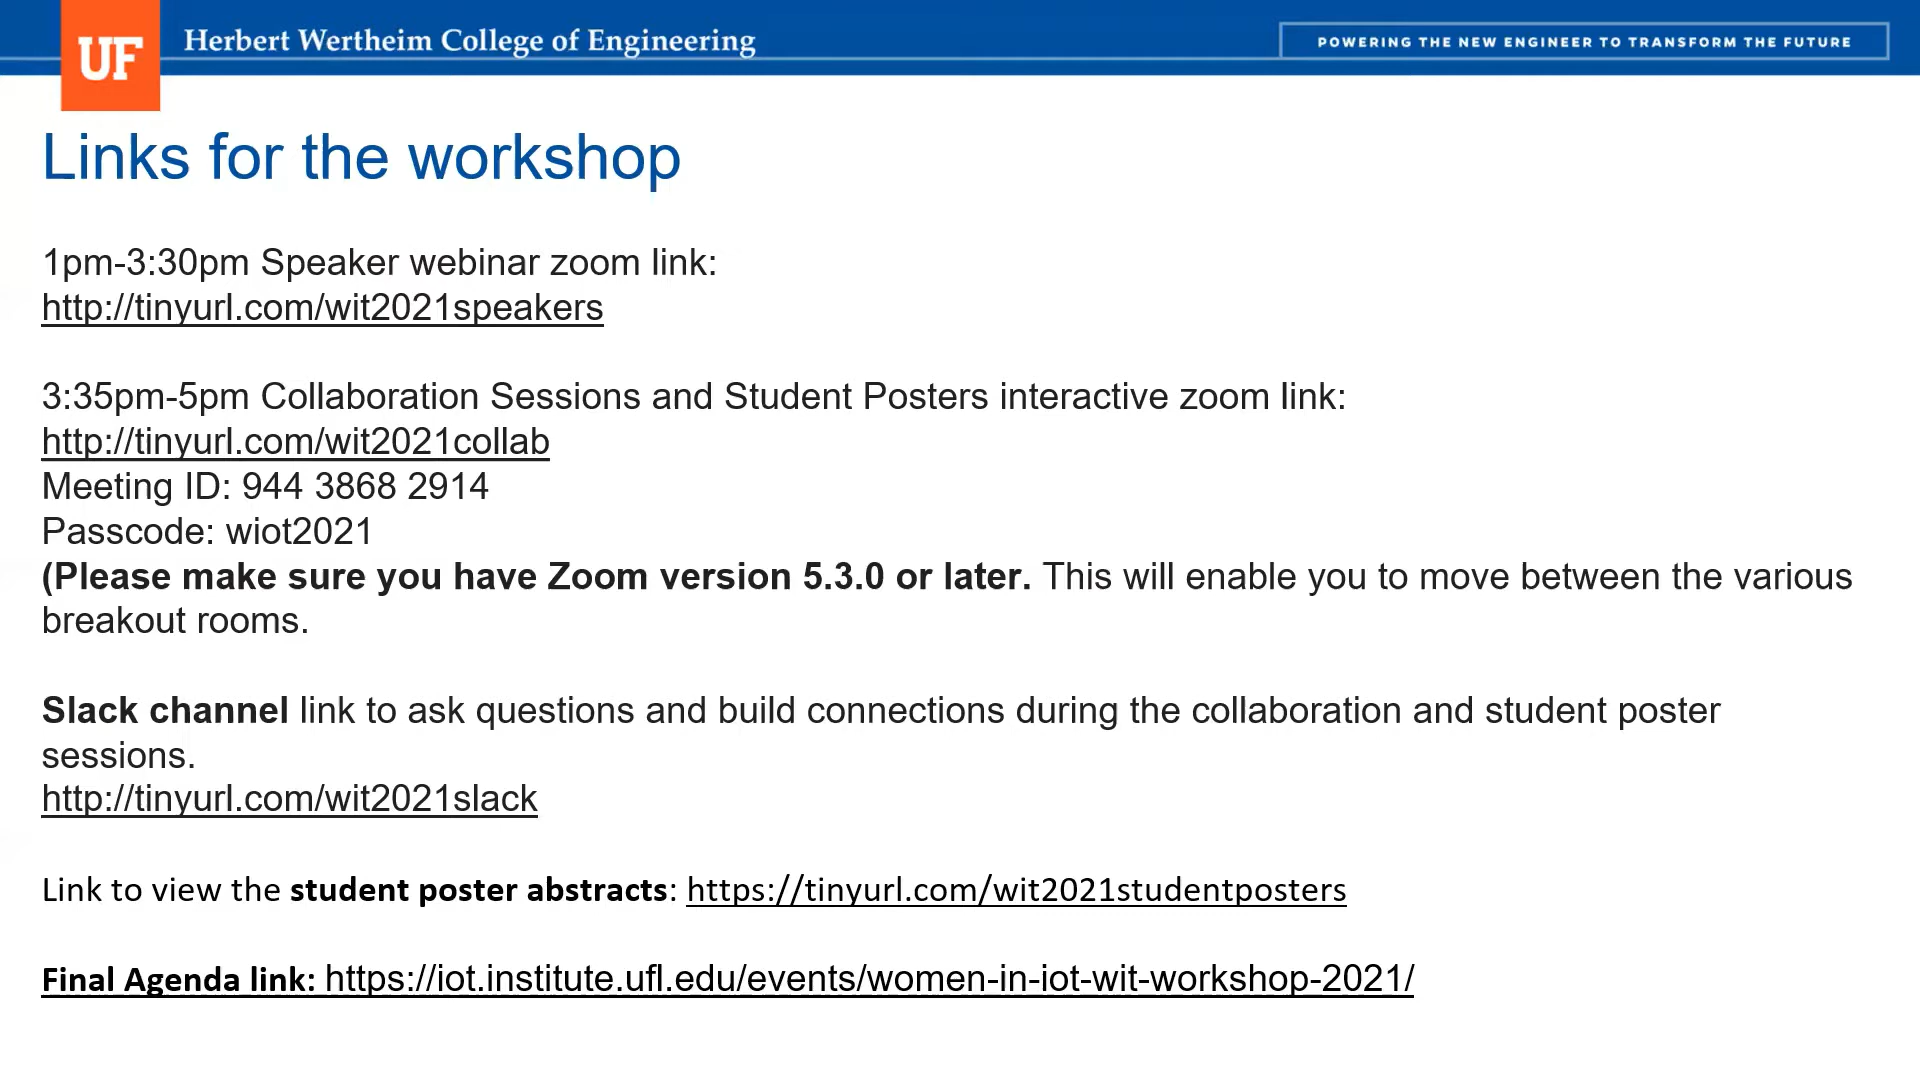 UF
Herbert Wertheim College of Engineering
POWERING THE NEW ENGINEER TO TRANSFORM THE FUTURE
Links for the workshop
1pm-3:30pm Speaker webinar zoom link:
http://tinyurl.com/wit2021speakers
3:35pm-5pm Collaboration Sessions and Student Posters interactive zoom link:
http://tinyurl.com/wit2021collab
Meeting ID: 944 3868 2914
Passcode: wiot2021
(Please make sure you have Zoom version 5.3.0 or later. This will enable you to move between the various
breakout rooms.
Slack channel link to ask questions and build connections during the collaboration and student poster
sessions.
http://tinyurl.com/wit2021slack
Link to view the student poster abstracts: https://tinyurl.com/wit2021studentposters
Final Agenda link: https://iot.institute.ufl.edu/events/women-in-iot-wit-workshop-2021/